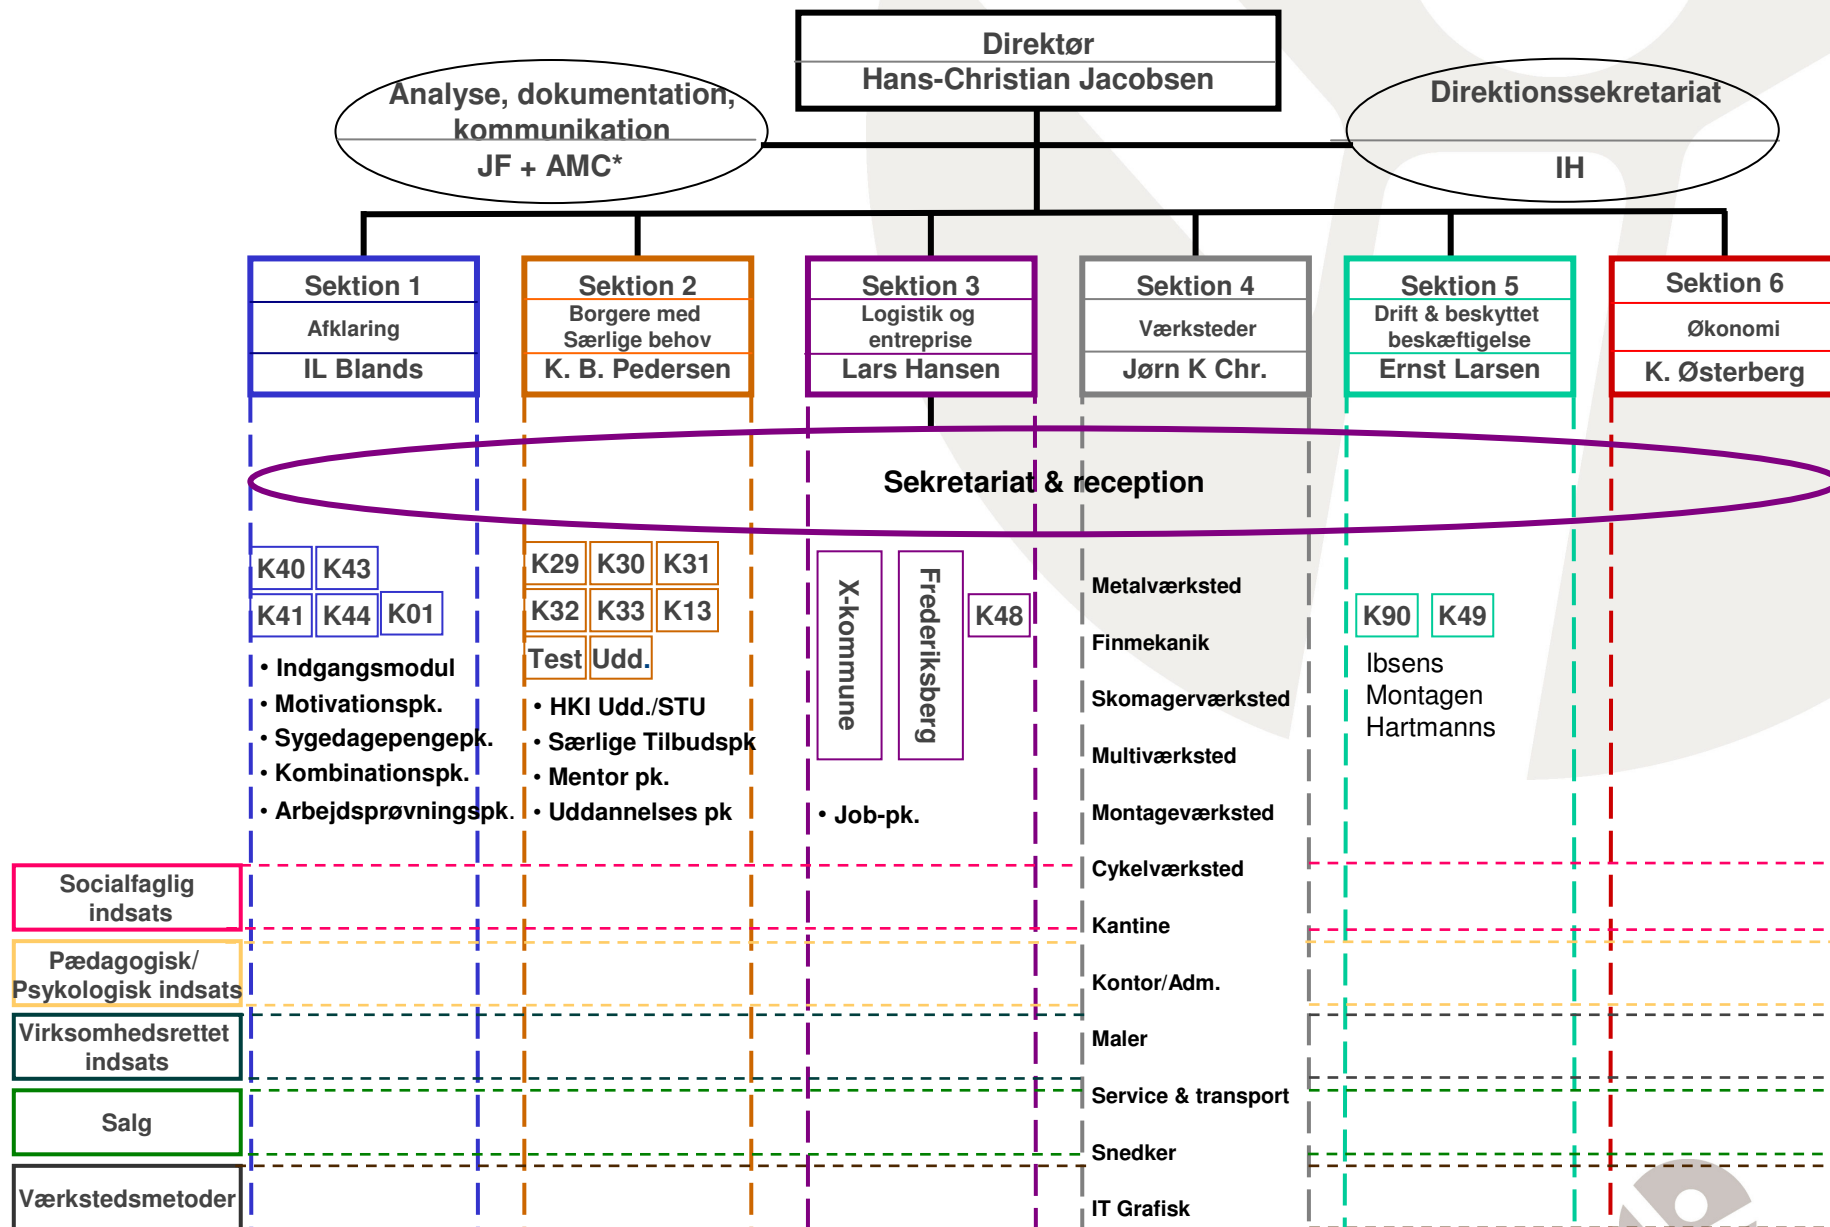 Direktør
Hans-Christian Jacobsen
Analyse, dokumentation,
kommunikation
JF + AMC*
Direktionssekretariat
IH
Sektion 1
Afklaring
IL Blands
Sektion 2
Borgere med
Særlige behov
K. B. Pedersen
Sektion 3
Logistik og
entreprise
Lars Hansen
Sektion 4
Værksteder
Jørn K Chr.
Sektion 5
Drift & beskyttet
beskæftigelse
Ernst Larsen
Sektion 6
Økonomi
K. Østerberg
Sekretariat & reception
K40 K43
K41 K44 K01
• Indgangsmodul
• Motivationspk.
• Sygedagepengepk.
• Kombinationspk.
• Arbejdsprøvningspk.
K29 K30 K31
K32 K33 K13
Test Udd.
• HKI Udd./STU
• Særlige Tilbudspk
• Mentor pk.
• Uddannelses pk
X-kommune
Frederiksberg
K48
• Job-pk.
Metalværksted
Finmekanik
Skomagerværksted
Multiværksted
Montageværksted
Cykelværksted
Kantine
Kontor/Adm.
Maler
Service & transport
Snedker
IT Grafisk
K90 K49
Ibsens
Montagen
Hartmanns
Socialfaglig
indsats
Pædagogisk/
Psykologisk indsats
Virksomhedsrettet
indsats
Salg
Værkstedsmetoder